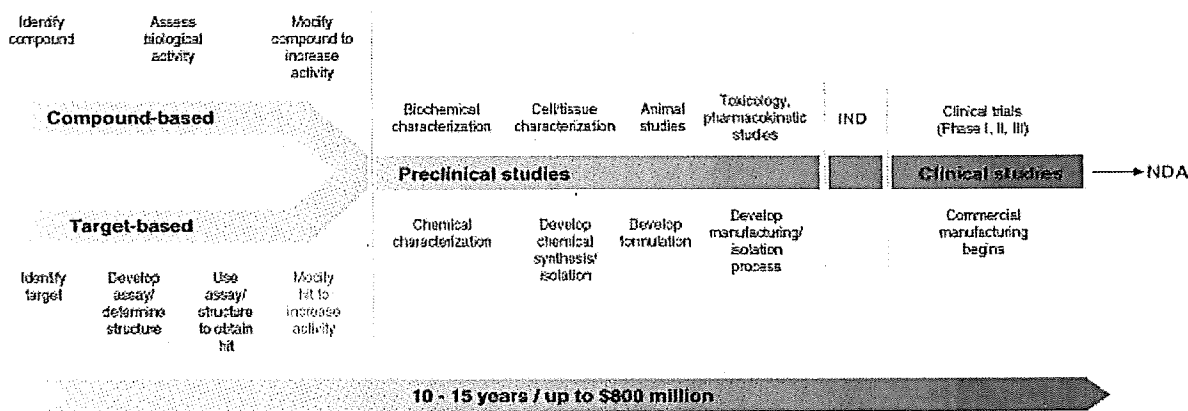 Identify
compound
Assess
biological
activity
Modify
compound to
increase
activity
Compound-based
Biochemical
characterization
Cell/tissue
characterization
Animal
studies
Toxicology,
pharmacokinetic
studies
IND
Clinical trials
(Phase I, II, III)
Preclinical studies
Clinical studies
NDA
Target-based
Chemical
characterization
Develop
chemical
synthesis/
isolation
Develop
formulation
Develop
manufacturing/
isolation
process
Commercial
manufacturing
begins
Identify
target
Develop
assay/
determine
structure
Use
assay/
structure
to obtain
hit
Modify
hit to
increase
activity
10 - 15 years / up to $800 million